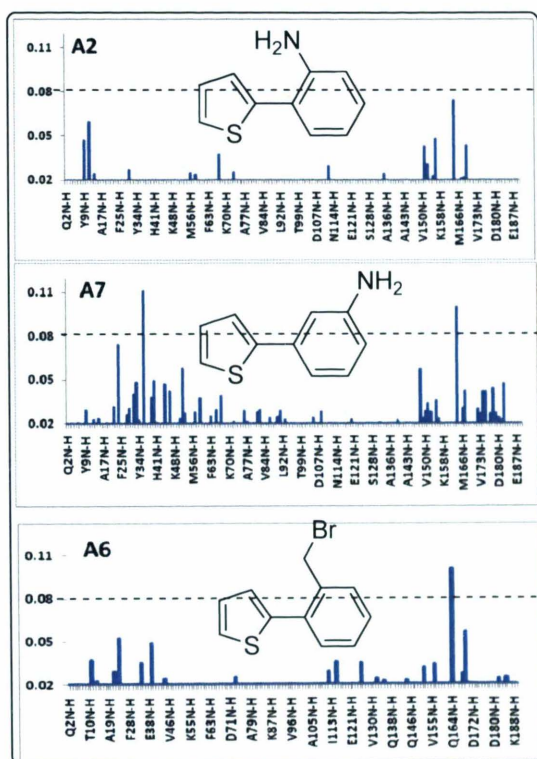 A2
H₂N
S
0.11
0.08
0.05
0.02
Q2N-H Y9N-H A17N-H F25N-H Y34N-H H41N-H K48N-H M56N-H F63N-H K70N-H A77N-H V84N-H L92N-H T99N-H D107N-H N114N-H E121N-H S128N-H A136N-H A143N-H V150N-H K158N-H M166N-H V173N-H D180N-H E187N-H
A7
NH₂
S
0.11
0.08
0.05
0.02
Q2N-H Y9N-H A17N-H F25N-H Y34N-H H41N-H K48N-H M56N-H F63N-H K70N-H A77N-H V84N-H L92N-H T99N-H D107N-H N114N-H E121N-H S128N-H A136N-H A143N-H V150N-H K158N-H M166N-H V173N-H D180N-H E187N-H
A6
Br
S
0.11
0.08
0.05
0.02
Q2N-H T10N-H A19N-H F28N-H E38N-H V46N-H K55N-H F63N-H D71N-H A79N-H K87N-H V96N-H A105N-H I113N-H E121N-H V130N-H Q138N-H Q146N-H V155N-H Q164N-H D172N-H D180N-H K188N-H